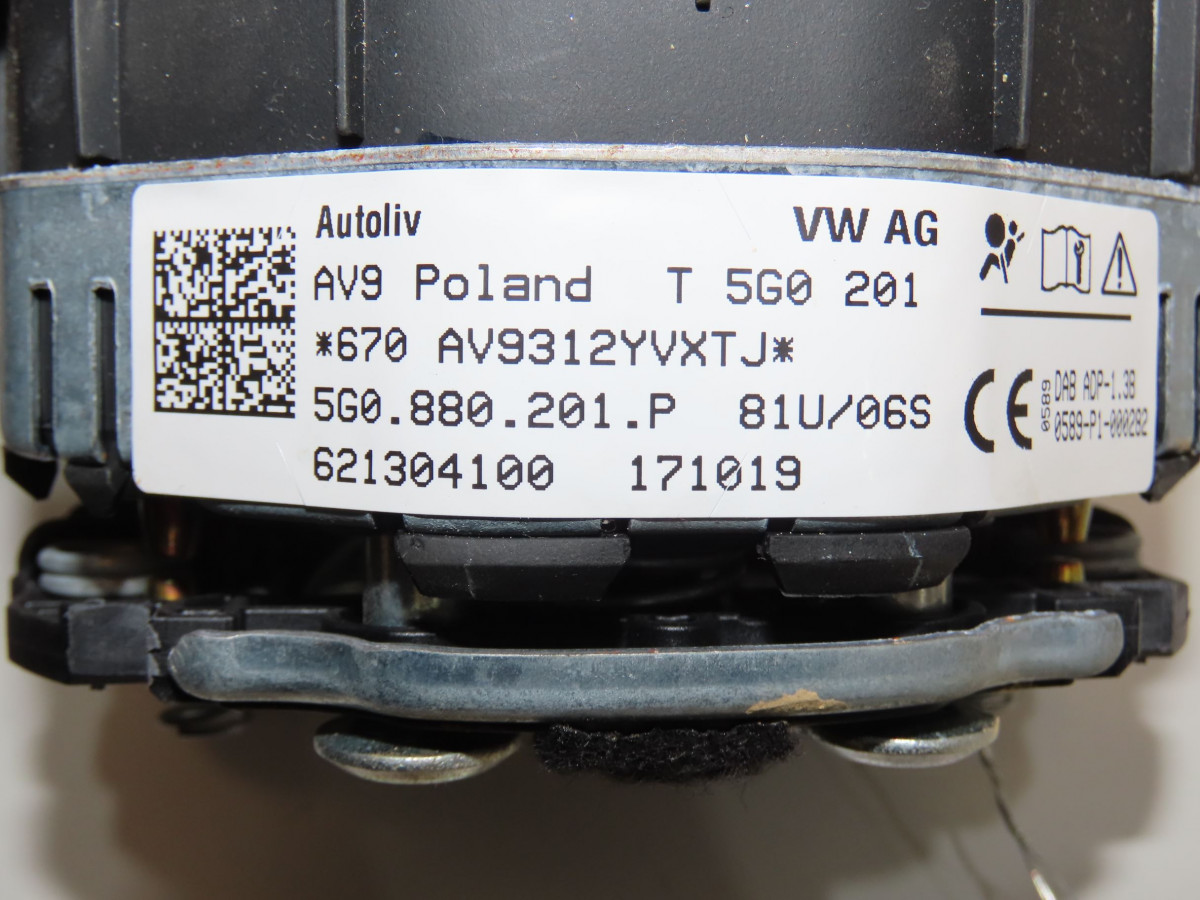 Autoliv VW AG
AV9 Poland T 5G0 201
*670 AV9312YVXTJ*
5G0.880.201.P 81U/06S
621304100 171019
CE 0589
DAB ADP-1.3B
0589-P1-000282